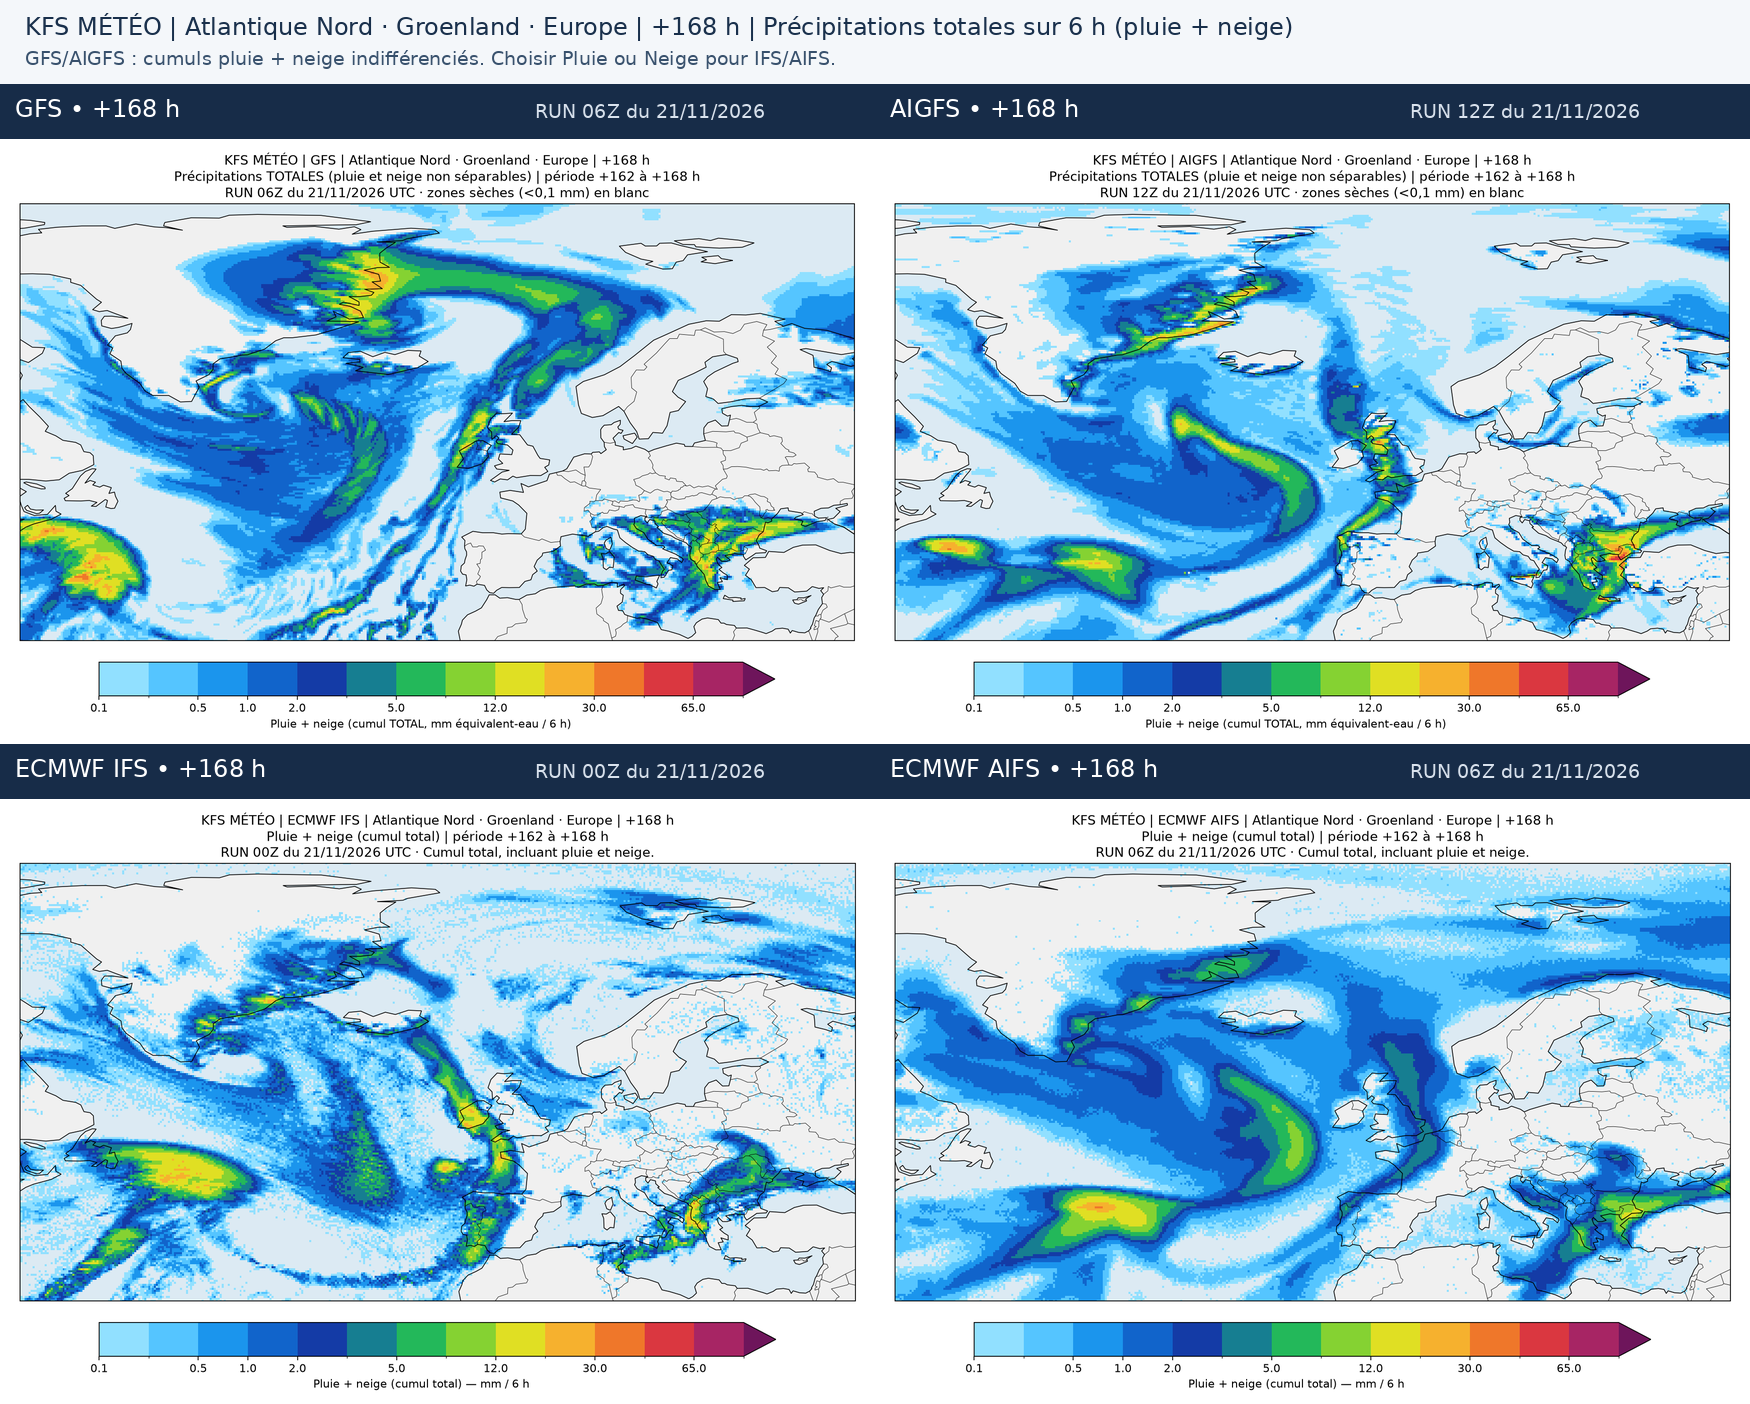 KFS MÉTÉO | Atlantique Nord · Groenland · Europe | +168 h | Précipitations totales sur 6 h (pluie + neige)
GFS/AIGFS : cumuls pluie + neige indifférenciés. Choisir Pluie ou Neige pour IFS/AIFS.
GFS • +168 h RUN 06Z du 21/11/2026
KFS MÉTÉO | GFS | Atlantique Nord · Groenland · Europe | +168 h
Précipitations TOTALES (pluie et neige non séparables) | période +162 à +168 h
RUN 06Z du 21/11/2026 UTC · zones sèches (<0,1 mm) en blanc
0.1 0.5 1.0 2.0 5.0 12.0 30.0 65.0
Pluie + neige (cumul TOTAL, mm équivalent-eau / 6 h)
AIGFS • +168 h RUN 12Z du 21/11/2026
KFS MÉTÉO | AIGFS | Atlantique Nord · Groenland · Europe | +168 h
Précipitations TOTALES (pluie et neige non séparables) | période +162 à +168 h
RUN 12Z du 21/11/2026 UTC · zones sèches (<0,1 mm) en blanc
0.1 0.5 1.0 2.0 5.0 12.0 30.0 65.0
Pluie + neige (cumul TOTAL, mm équivalent-eau / 6 h)
ECMWF IFS • +168 h RUN 00Z du 21/11/2026
KFS MÉTÉO | ECMWF IFS | Atlantique Nord · Groenland · Europe | +168 h
Pluie + neige (cumul total) | période +162 à +168 h
RUN 00Z du 21/11/2026 UTC · Cumul total, incluant pluie et neige.
0.1 0.5 1.0 2.0 5.0 12.0 30.0 65.0
Pluie + neige (cumul total) — mm / 6 h
ECMWF AIFS • +168 h RUN 06Z du 21/11/2026
KFS MÉTÉO | ECMWF AIFS | Atlantique Nord · Groenland · Europe | +168 h
Pluie + neige (cumul total) | période +162 à +168 h
RUN 06Z du 21/11/2026 UTC · Cumul total, incluant pluie et neige.
0.1 0.5 1.0 2.0 5.0 12.0 30.0 65.0
Pluie + neige (cumul total) — mm / 6 h